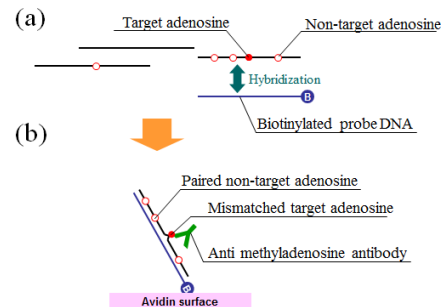 (a)
Target adenosine
Non-target adenosine
Hybridization
B
Biotinylated probe DNA
(b)
Paired non-target adenosine
Mismatched target adenosine
Anti methyladenosine antibody
B
Avidin surface